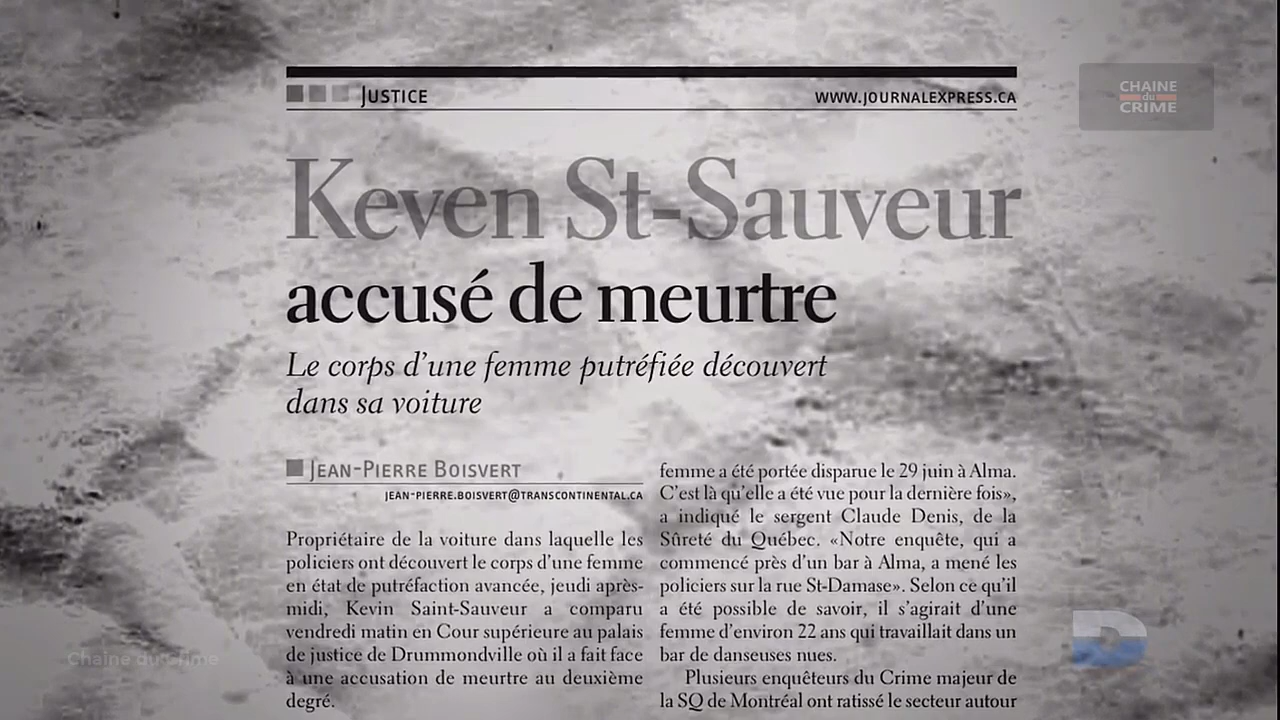 JUSTICE
WWW.JOURNALEXPRESS.CA
CHAINE
du
CRIME
Keven St-Sauveur
accusé de meurtre
Le corps d'une femme putréfiée découvert
dans sa voiture
JEAN-PIERRE BOISVERT
JEAN-PIERRE.BOISVERT@TRANSCONTINENTAL.CA
Propriétaire de la voiture dans laquelle les
policiers ont découvert le corps d'une femme
en état de putréfaction avancée, jeudi après-
midi, Kevin Saint-Sauveur a comparu
vendredi matin en Cour supérieure au palais
de justice de Drummondville où il a fait face
à une accusation de meurtre au deuxième
degré.
femme a été portée disparue le 29 juin à Alma.
C'est là qu'elle a été vue pour la dernière fois»,
a indiqué le sergent Claude Denis, de la
Sûreté du Québec. «Notre enquête, qui a
commencé près d'un bar à Alma, a mené les
policiers sur la rue St-Damase». Selon ce qu'il
a été possible de savoir, il s'agirait d'une
femme d'environ 22 ans qui travaillait dans un
bar de danseuses nues.
Plusieurs enquêteurs du Crime majeur de
la SQ de Montréal ont ratissé le secteur autour
Chaine du Crime
D